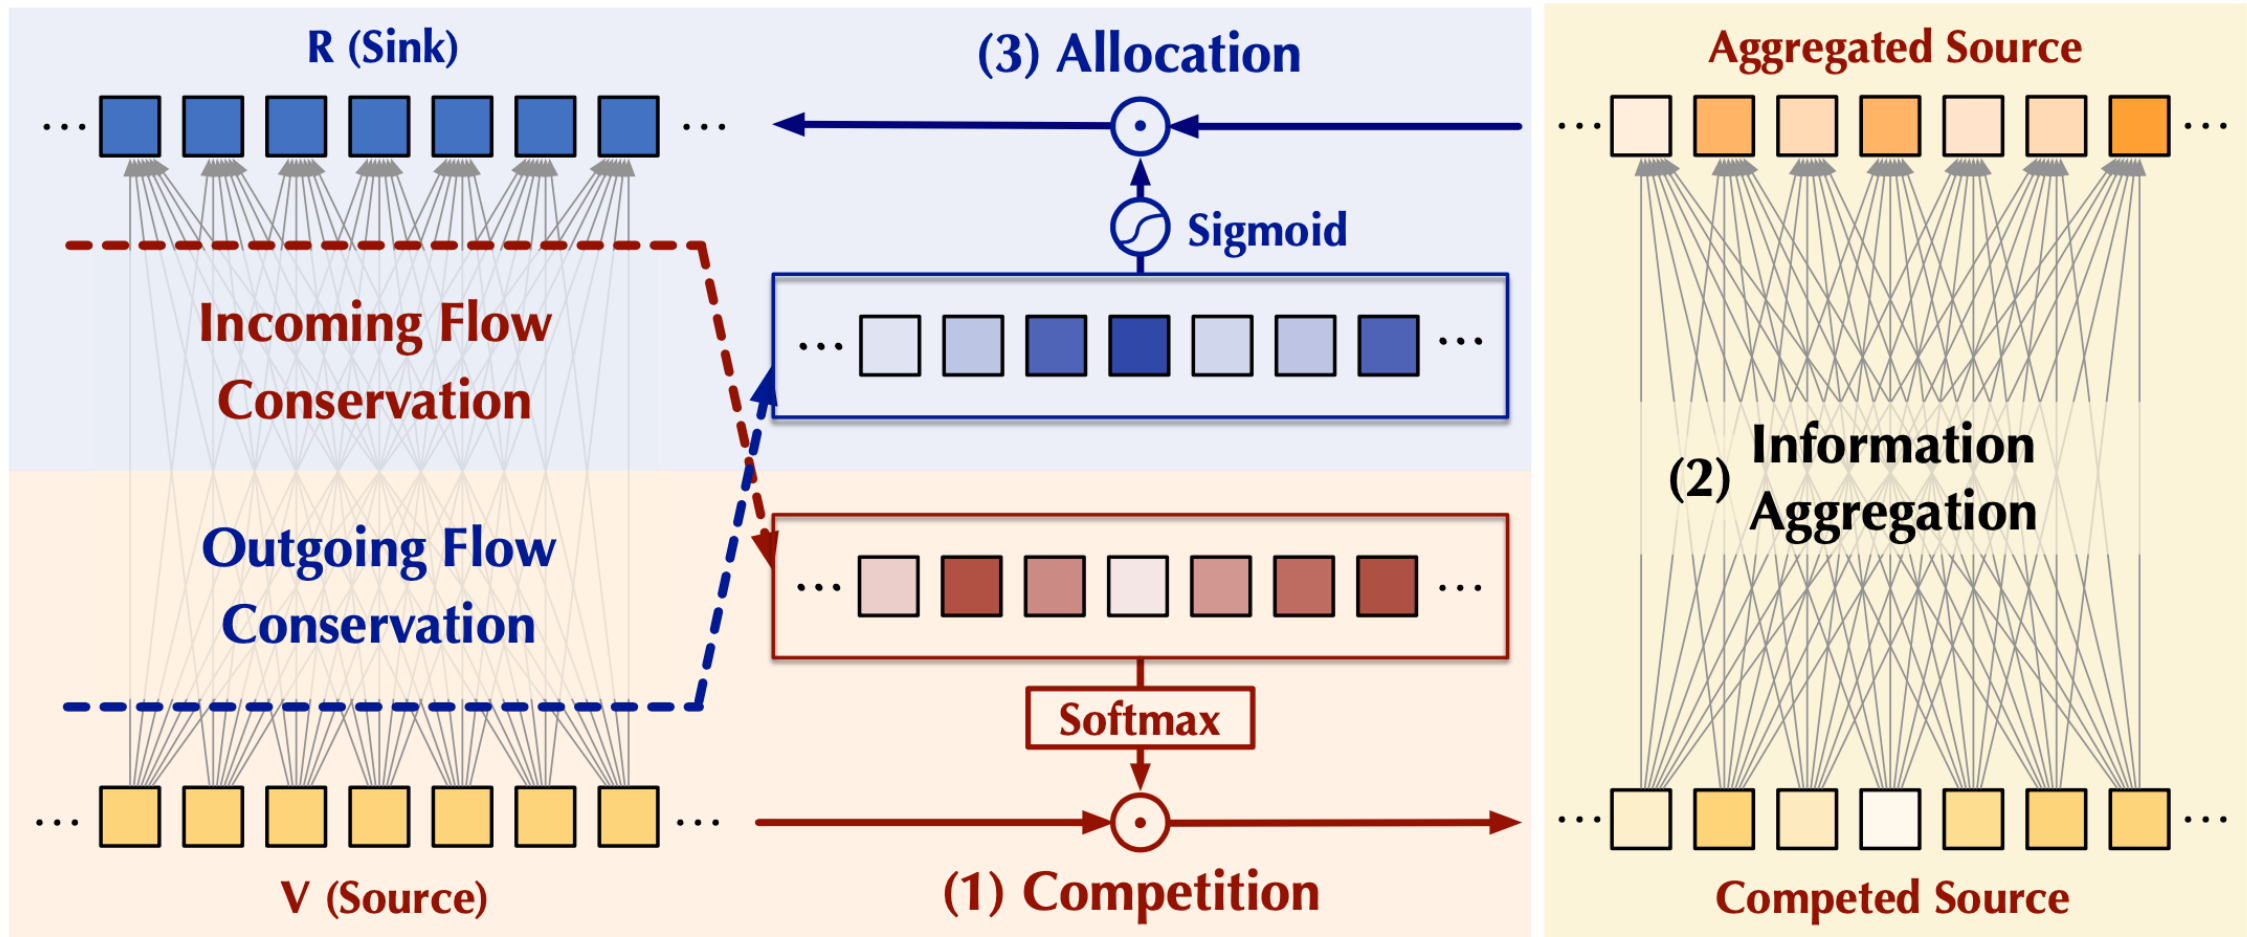 R (Sink)
(3) Allocation
Aggregated Source
... ...
... ...
Sigmoid
Incoming Flow
Conservation
... ...
(2) Information
Aggregation
Outgoing Flow
Conservation
... ...
Softmax
... ...
... ...
V (Source)
(1) Competition
Competed Source